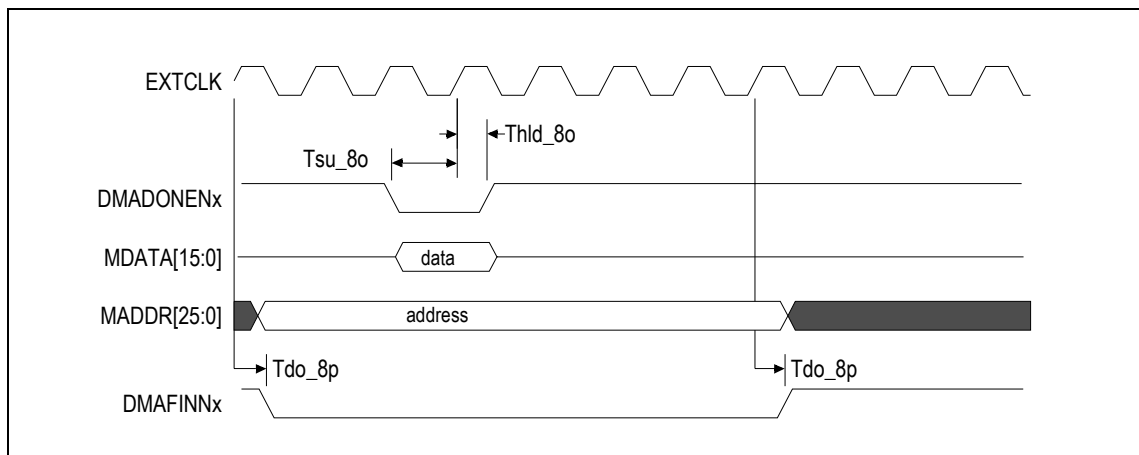 EXTCLK
Thld_8o
Tsu_8o
DMADONENx
MDATA[15:0]
data
MADDR[25:0]
address
Tdo_8p
Tdo_8p
DMAFINNx